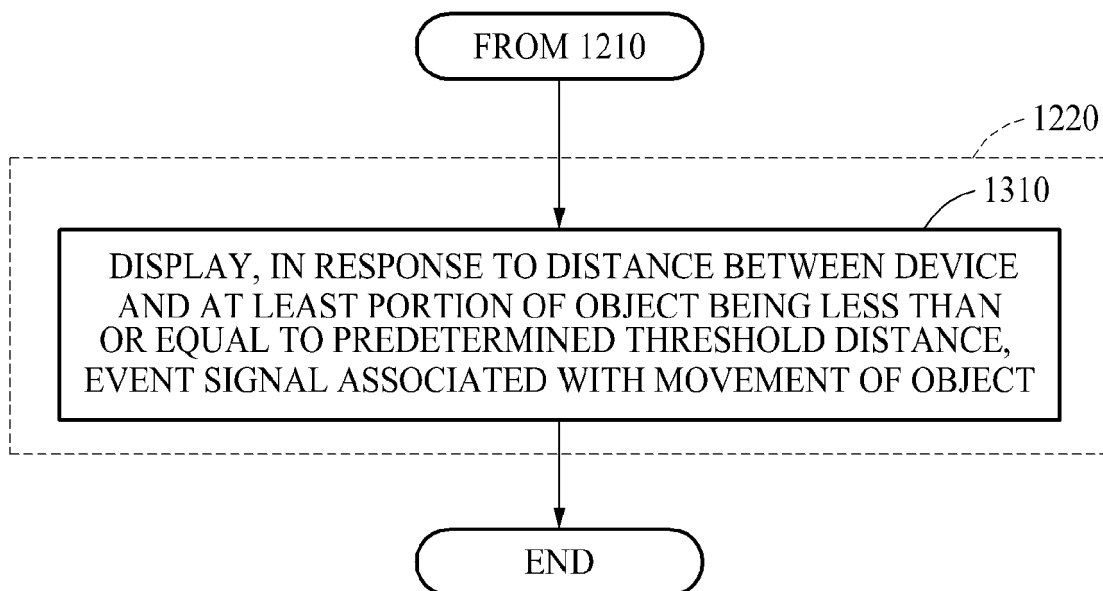 FROM 1210
1220
1310
DISPLAY, IN RESPONSE TO DISTANCE BETWEEN DEVICE
AND AT LEAST PORTION OF OBJECT BEING LESS THAN
OR EQUAL TO PREDETERMINED THRESHOLD DISTANCE,
EVENT SIGNAL ASSOCIATED WITH MOVEMENT OF OBJECT
END